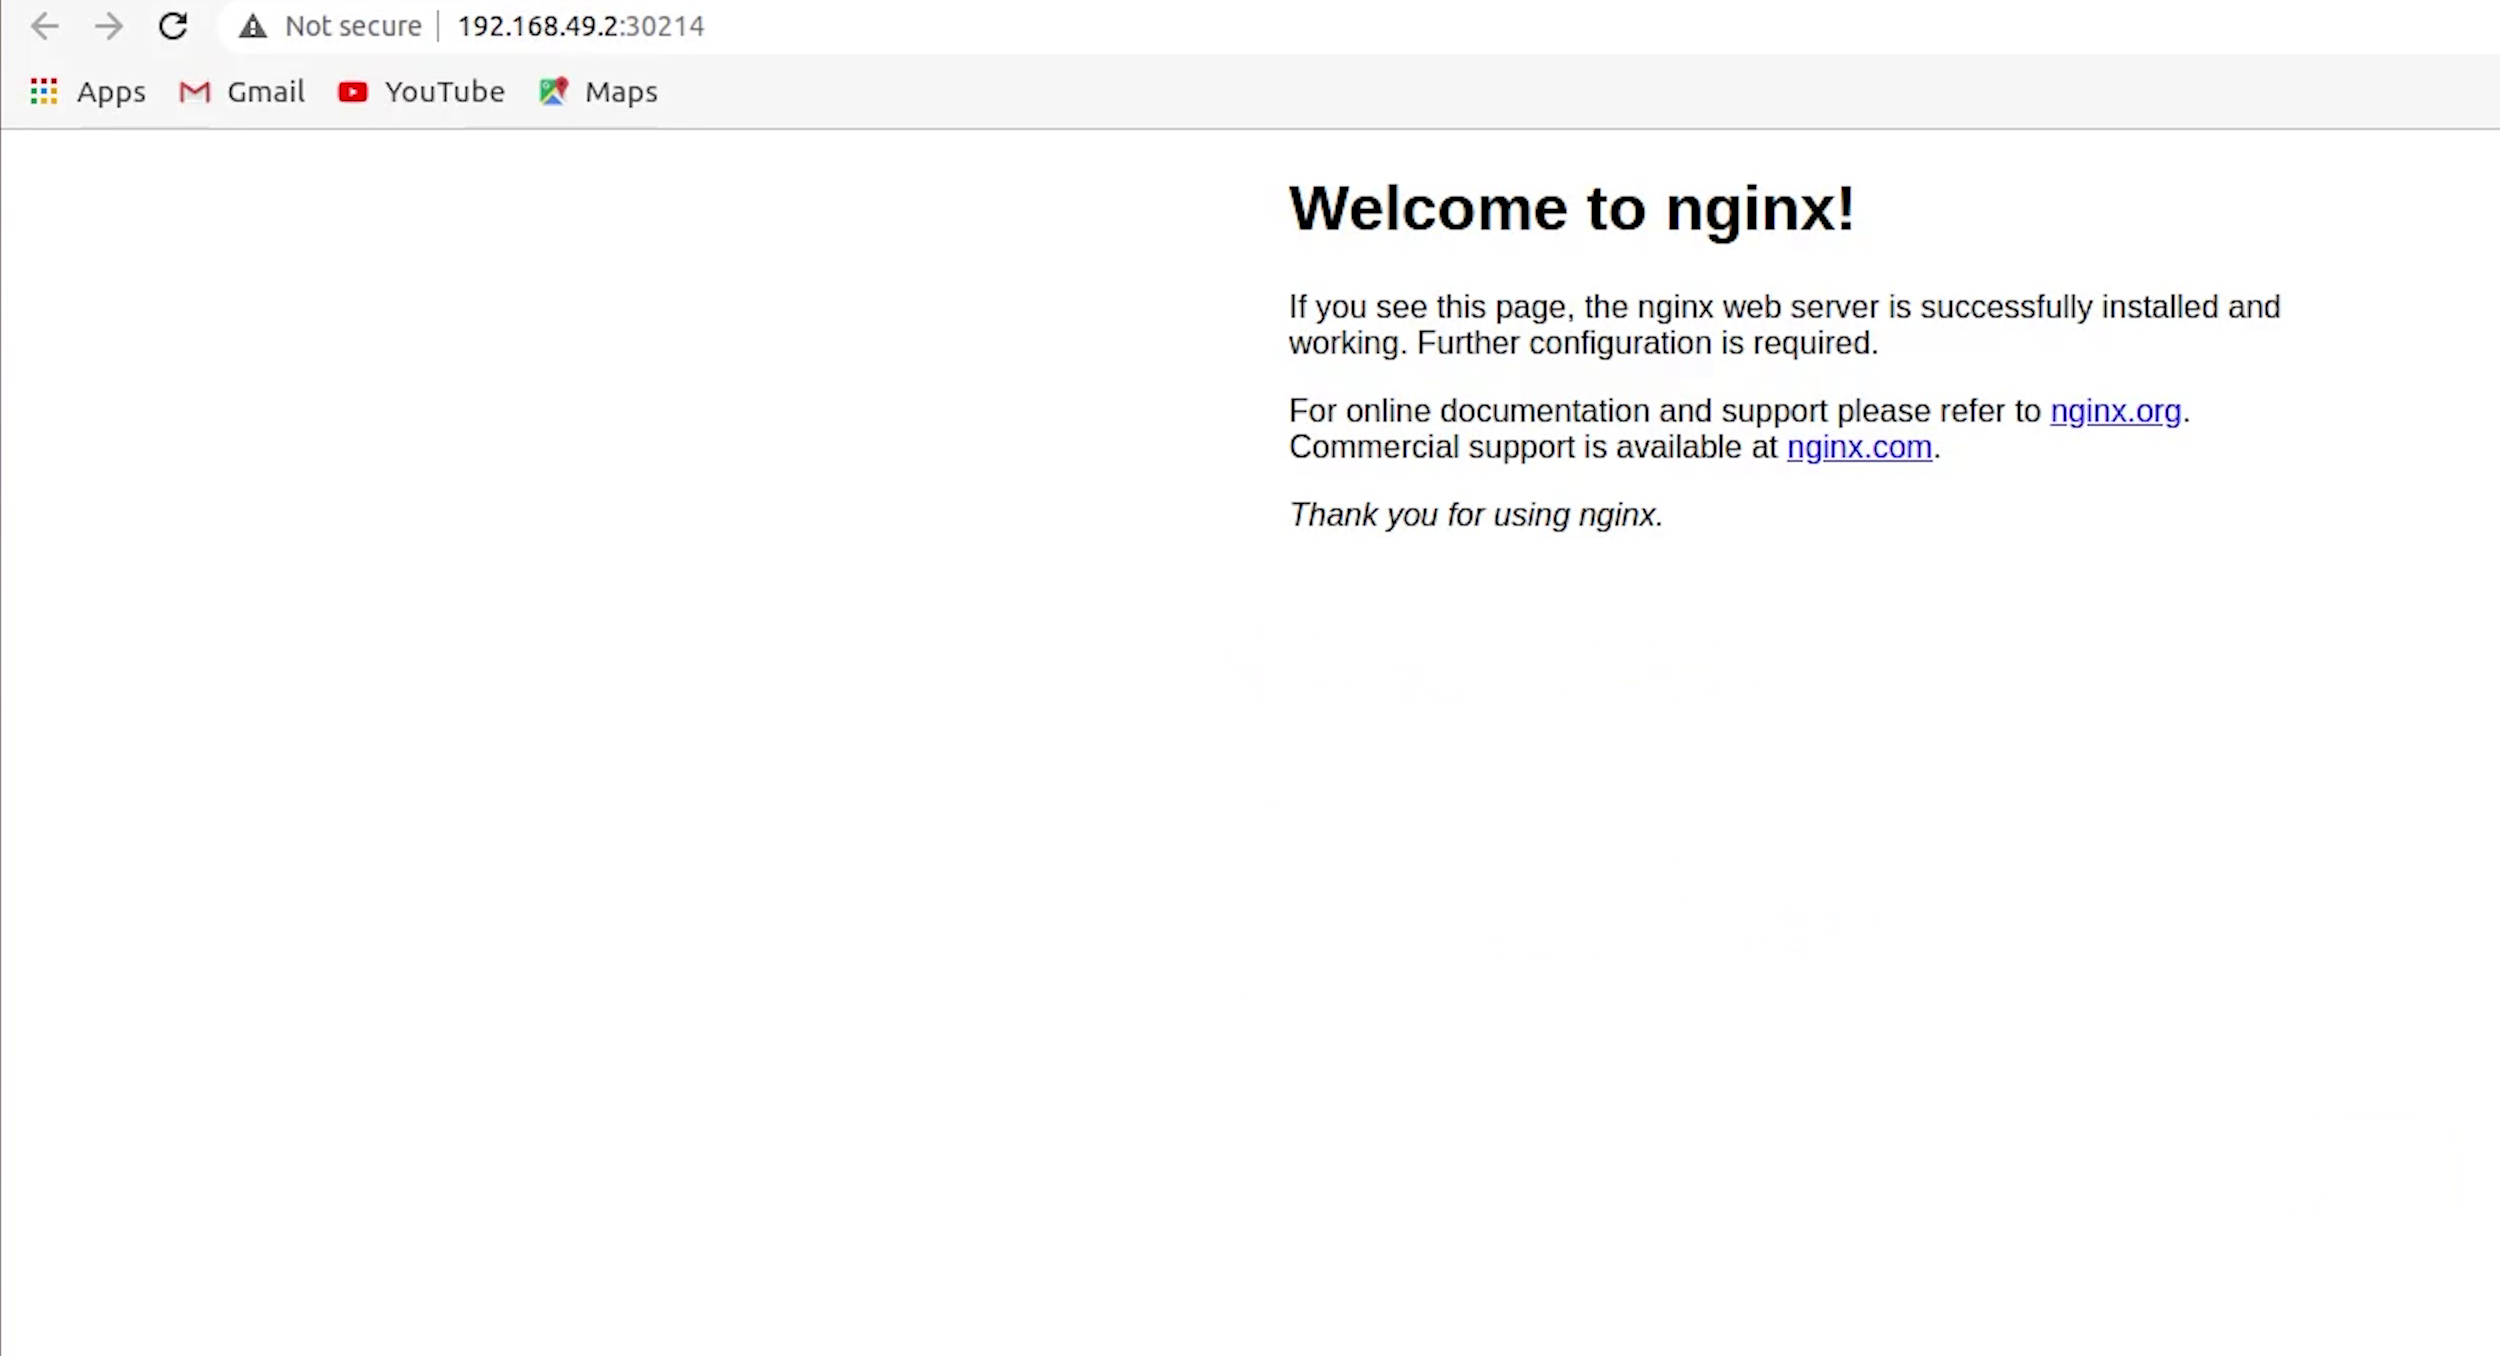 Not secure 192.168.49.2:30214
Apps Gmail YouTube Maps
Welcome to nginx!
If you see this page, the nginx web server is successfully installed and
working. Further configuration is required.
For online documentation and support please refer to nginx.org.
Commercial support is available at nginx.com.
Thank you for using nginx.